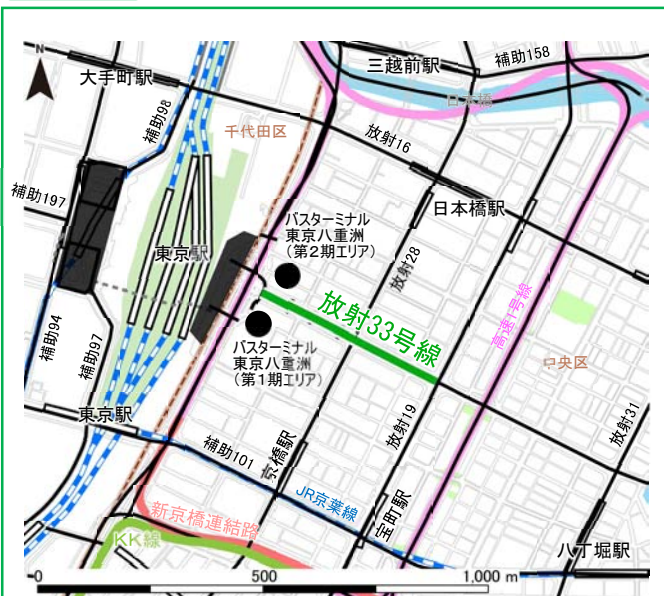 N
大手町駅
三越前駅
補助158
日本橋
補助98
千代田区
放射16
補助197
バスターミナル
東京八重洲
(第2期エリア)
日本橋駅
東京駅
放射28
放射33号線
高速1号線
補助94
補助97
バスターミナル
東京八重洲
(第1期エリア)
中央区
東京駅
補助101
京橋駅
放射19
放射31
JR京葉線
新京橋連結路
宝町駅
KK線
八丁堀駅
0 500 1,000 m